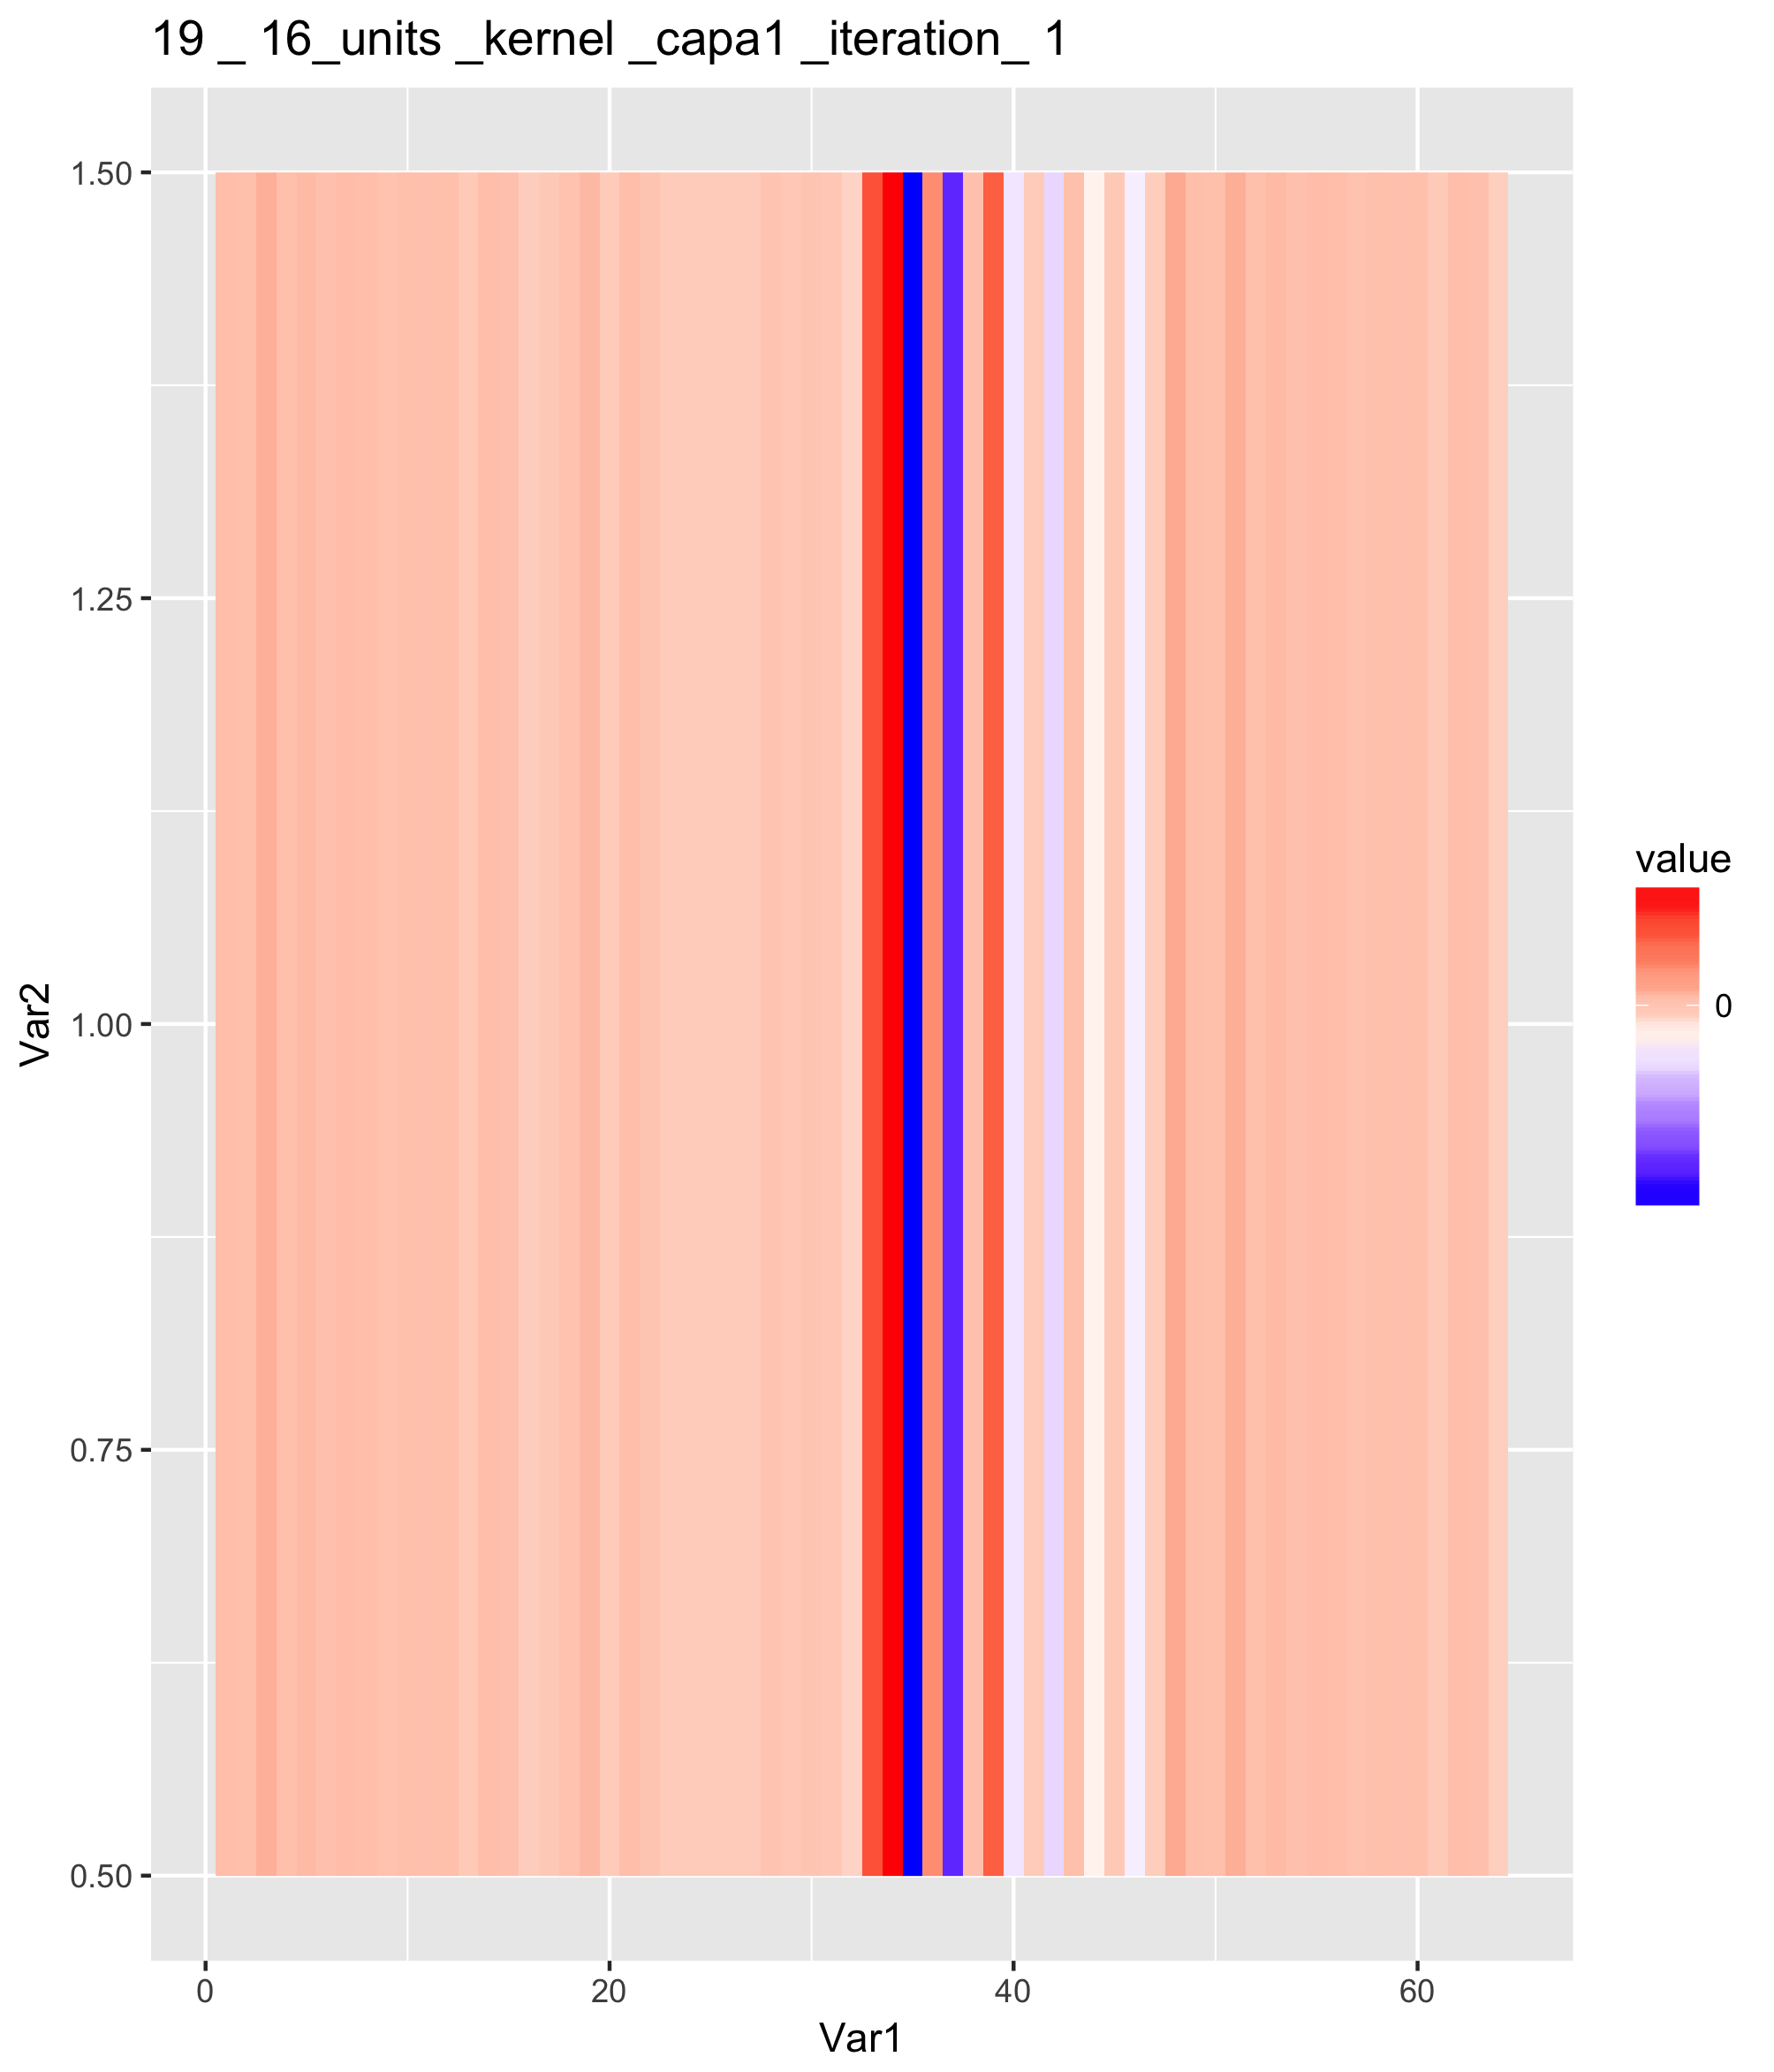 19 _ 16_units _kernel _capa1 _iteration_ 1
1.50
1.25
1.00
0.75
0.50
Var2
0
20
40
60
Var1
value
0